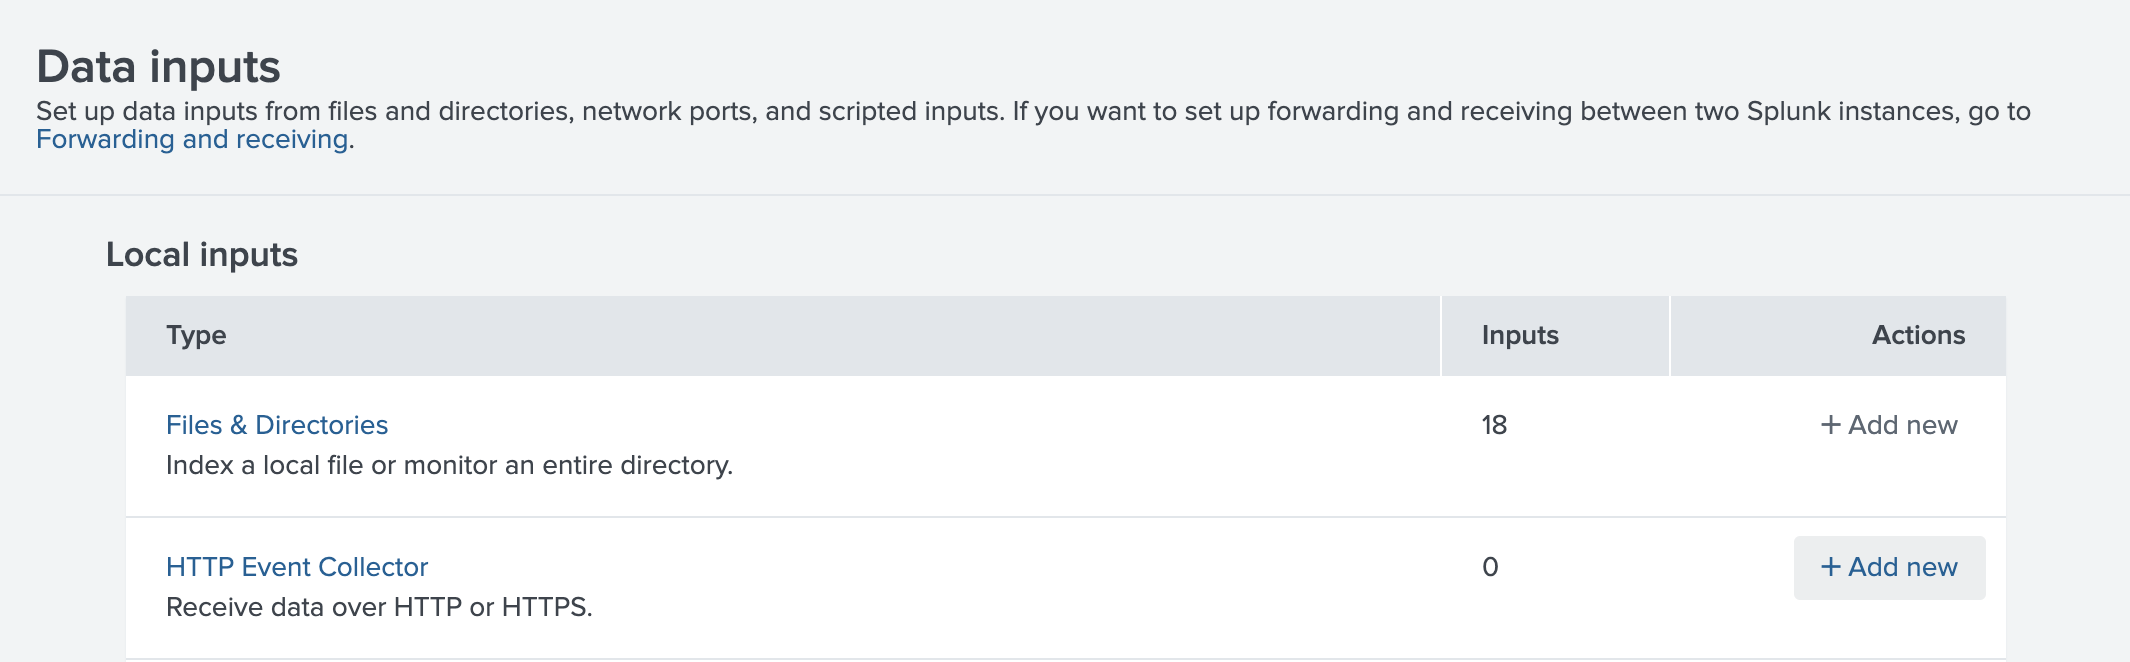 Data inputs
Set up data inputs from files and directories, network ports, and scripted inputs. If you want to set up forwarding and receiving between two Splunk instances, go to
Forwarding and receiving.
Local inputs
Type Inputs Actions
Files & Directories 18 + Add new
Index a local file or monitor an entire directory.
HTTP Event Collector 0 + Add new
Receive data over HTTP or HTTPS.